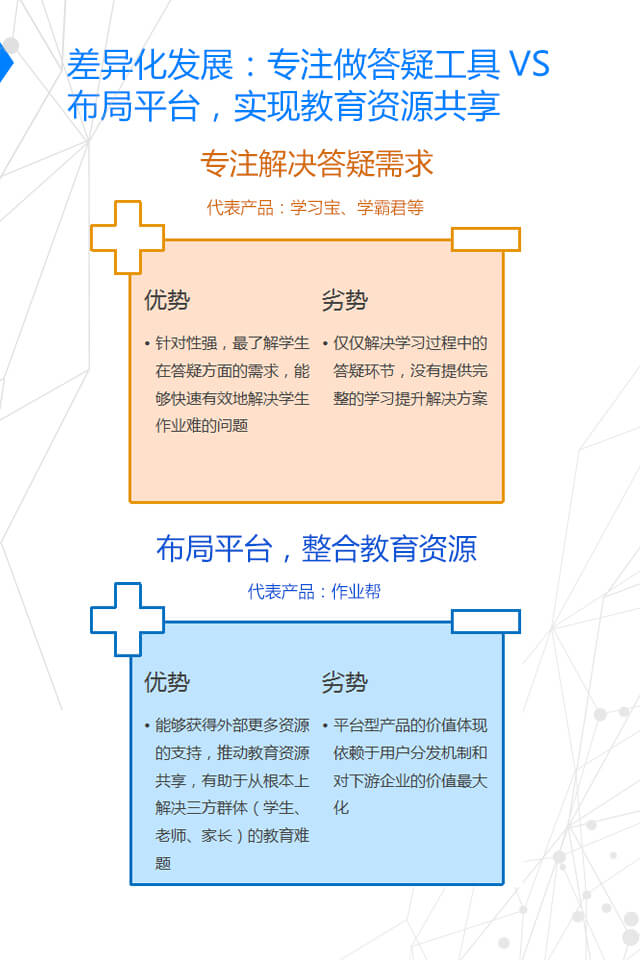 差异化发展：专注做答疑工具 VS
布局平台，实现教育资源共享
专注解决答疑需求
代表产品：学习宝、学霸君等
优势
• 针对性强，最了解学生
在答疑方面的需求，能
够快速有效地解决学生
作业难的问题
劣势
• 仅仅解决学习过程中的
答疑环节，没有提供完
整的学习提升解决方案
布局平台，整合教育资源
代表产品：作业帮
优势
• 能够获得外部更多资源
的支持，推动教育资源
共享，有助于从根本上
解决三方群体（学生、
老师、家长）的教育难
题
劣势
• 平台型产品的价值体现
依赖于用户分发机制和
对下游企业的价值最大
化